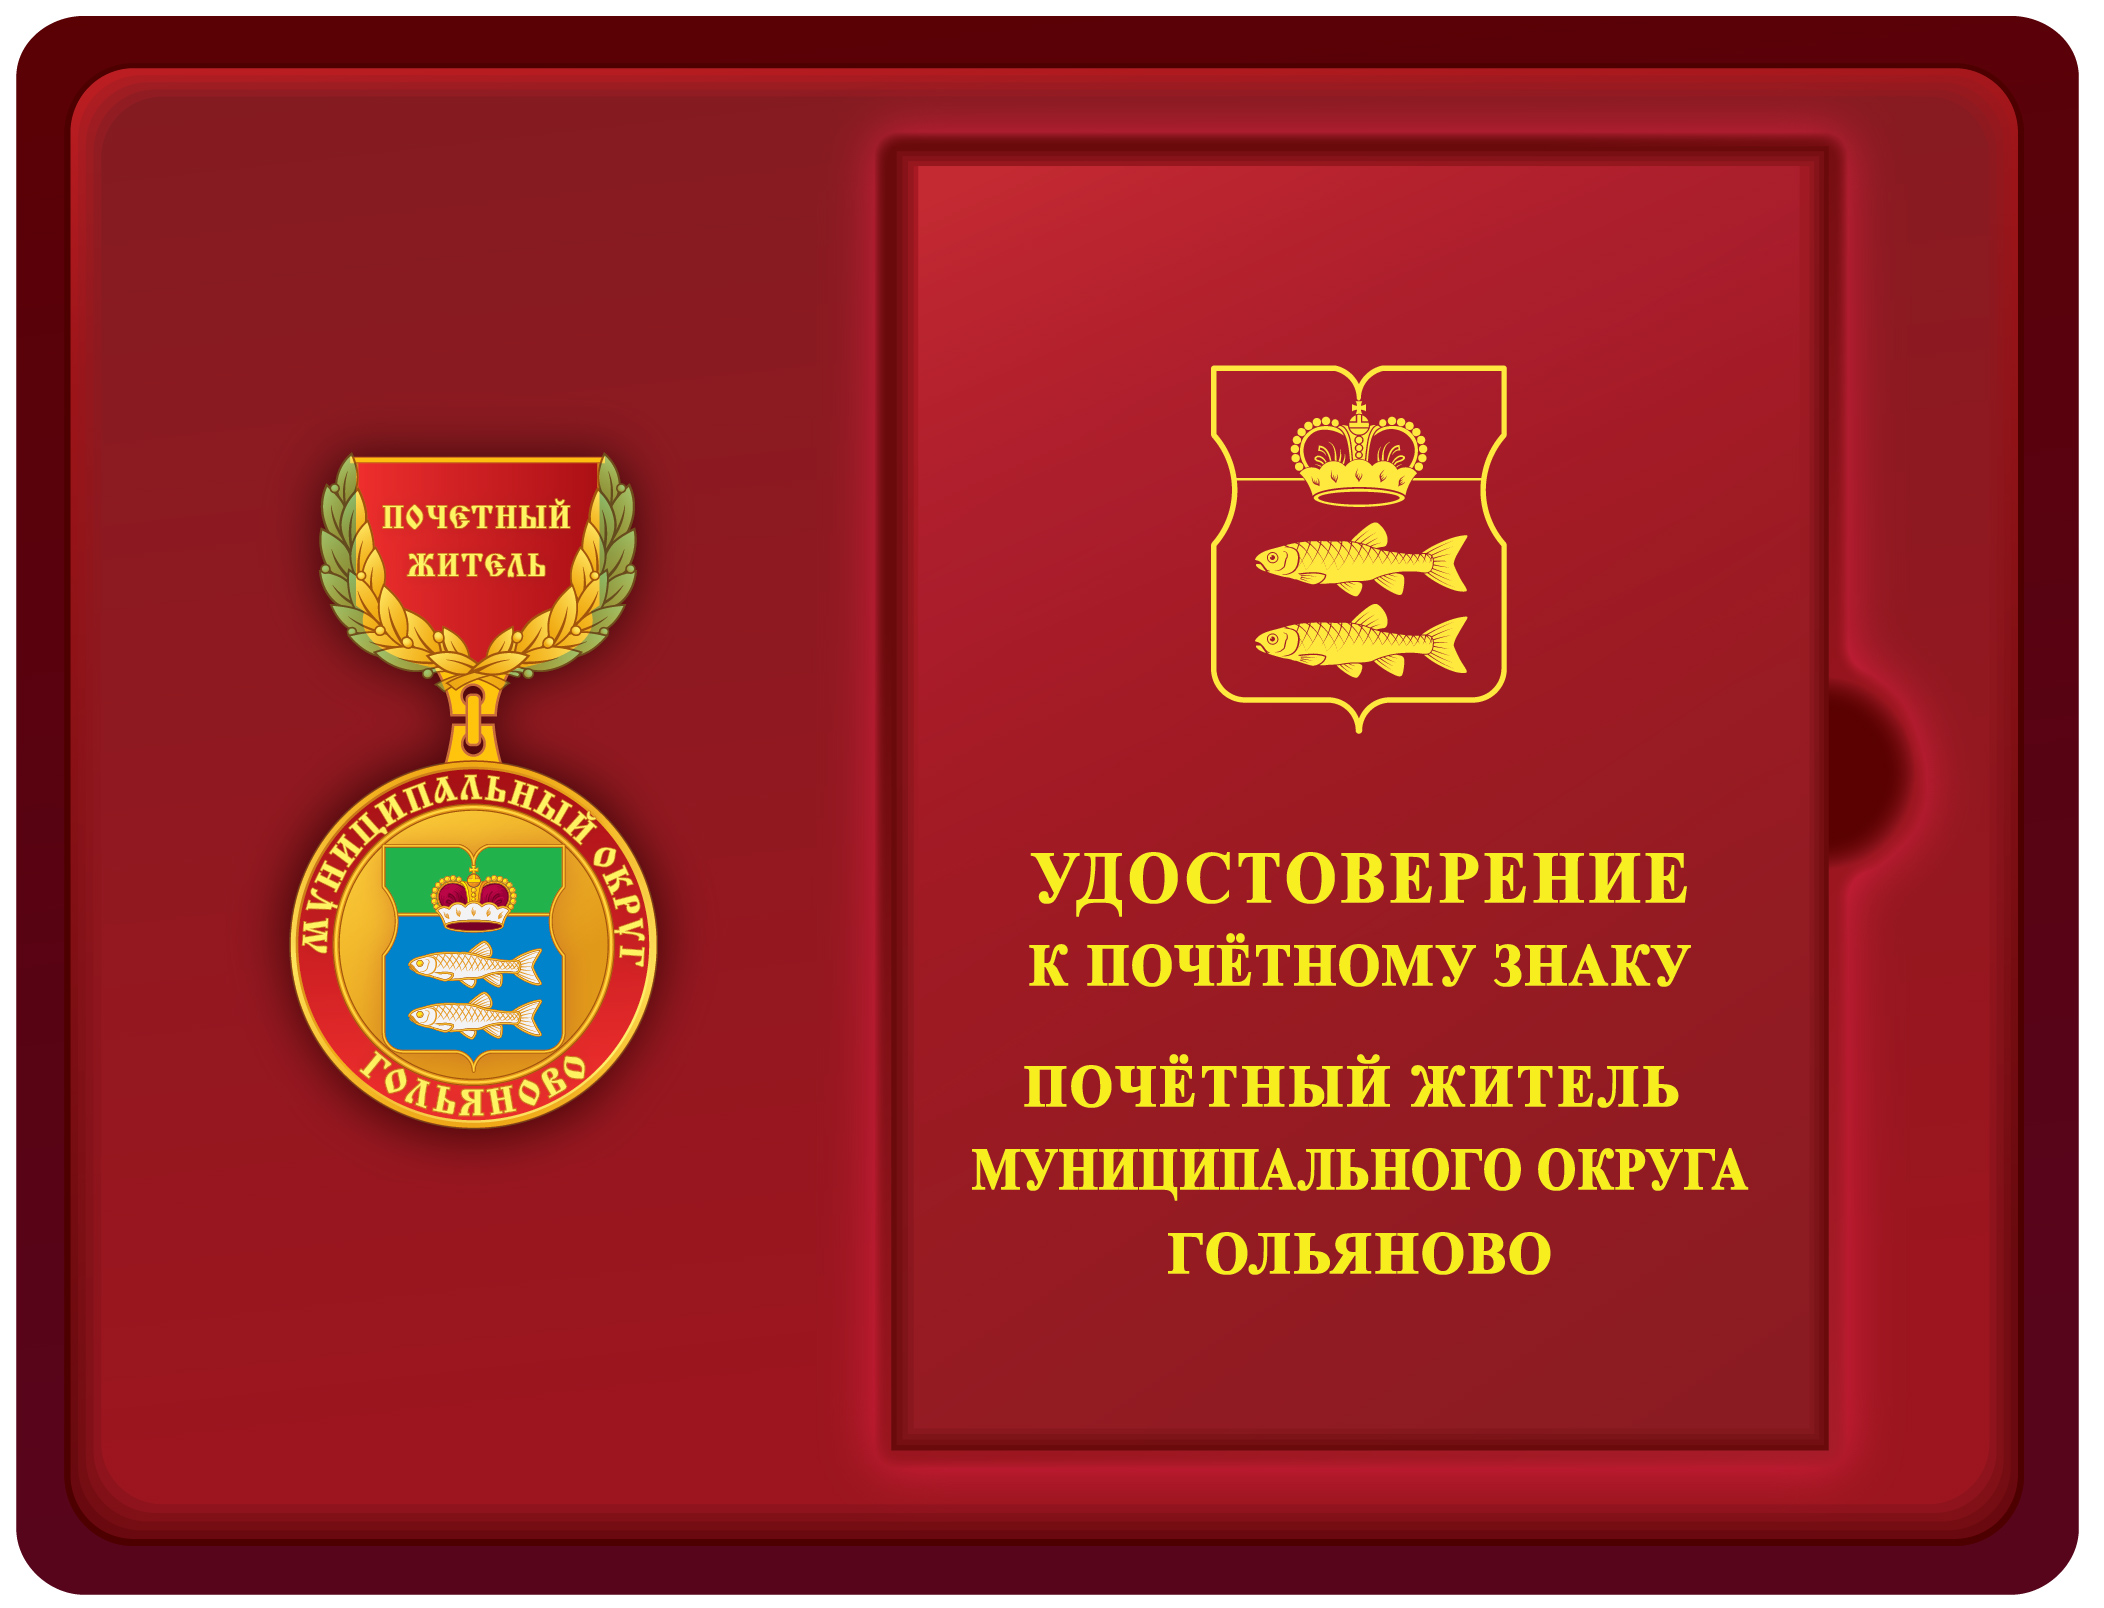 ПОЧЕТНЫЙ
ЖИТЕЛЬ
МУНИЦИПАЛЬНЫЙ ОКРУГ
ГОЛЬЯНОВО
УДОСТОВЕРЕНИЕ
К ПОЧЁТНОМУ ЗНАКУ
ПОЧЁТНЫЙ ЖИТЕЛЬ
МУНИЦИПАЛЬНОГО ОКРУГА
ГОЛЬЯНОВО